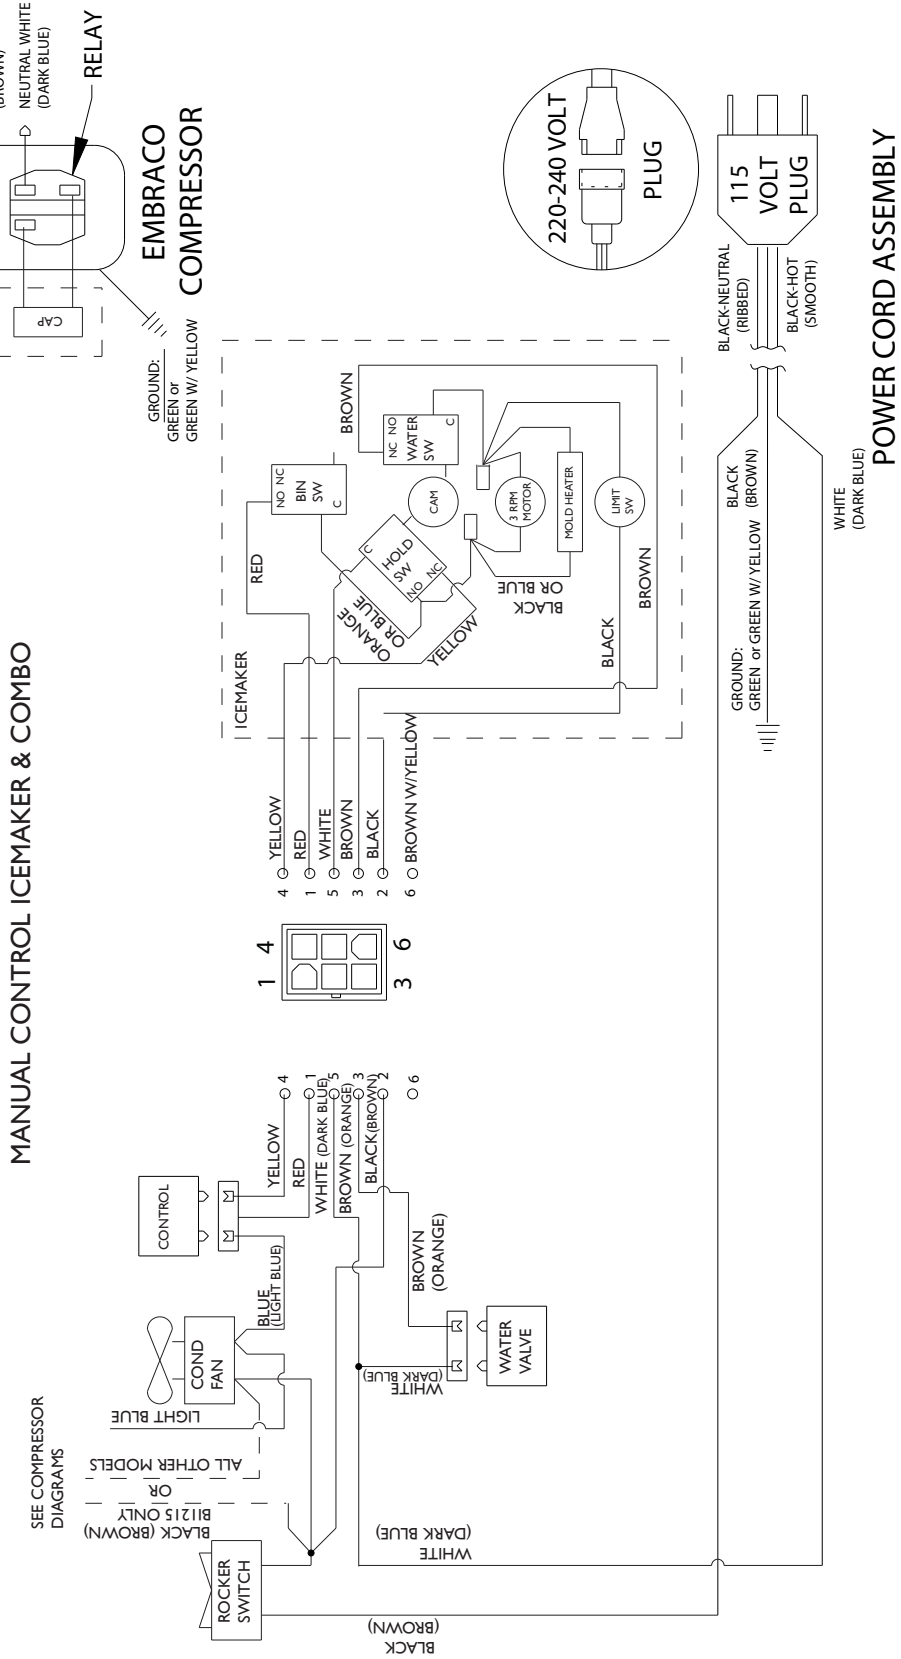 MANUAL CONTROL ICEMAKER & COMBO
NEUTRAL WHITE
(DARK BLUE)
RELAY
EMBRACO
COMPRESSOR
CAP
GROUND:
GREEN or
GREEN W/ YELLOW
220-240 VOLT
PLUG
115
VOLT
PLUG
BLACK-NEUTRAL
(RIBBED)
BLACK-HOT
(SMOOTH)
POWER CORD ASSEMBLY
BLACK
(BROWN)
WHITE
(DARK BLUE)
GROUND:
GREEN or GREEN W/ YELLOW
ICEMAKER
RED
NO NC
BIN
SW
C
BROWN
NC NO
WATER
SW
C
CAM
C
HOLD
SW
NO
NC
3 RPM
MOTOR
MOLD HEATER
LIMIT
SW
ORANGE
OR BLUE
YELLOW
BLACK
OR BLUE
BLACK
BROWN
YELLOW
RED
WHITE
BROWN
BLACK
BROWN W/YELLOW
4
1
5
3
2
6
1 4
3 6
4
1
5
3
2
6
YELLOW
RED
WHITE (DARK BLUE)
BROWN (ORANGE)
BLACK(BROWN)
CONTROL
BLUE
(LIGHT BLUE)
BROWN
(ORANGE)
COND
FAN
LIGHT BLUE
WATER
VALVE
WHITE
(DARK BLUE)
SEE COMPRESSOR
DIAGRAMS
ALL OTHER MODELS
OR
BI1215 ONLY
BLACK (BROWN)
ROCKER
SWITCH
WHITE
(DARK BLUE)
BLACK
(BROWN)